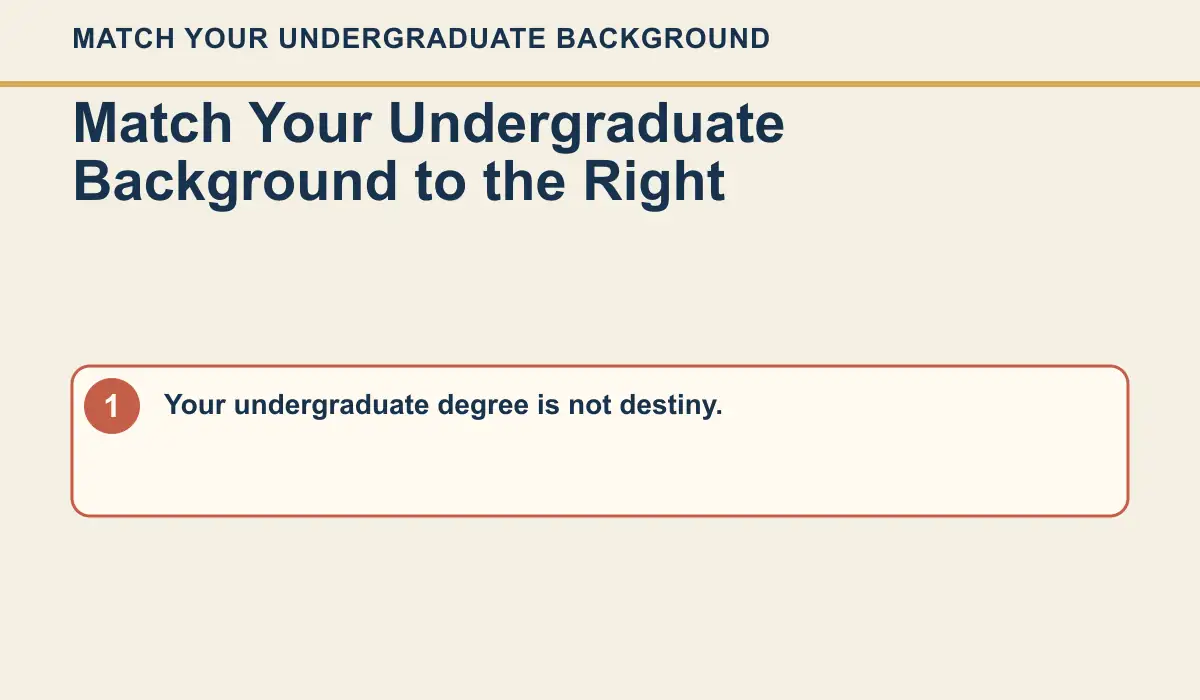 MATCH YOUR UNDERGRADUATE BACKGROUND
Match Your Undergraduate
Background to the Right
1 Your undergraduate degree is not destiny.